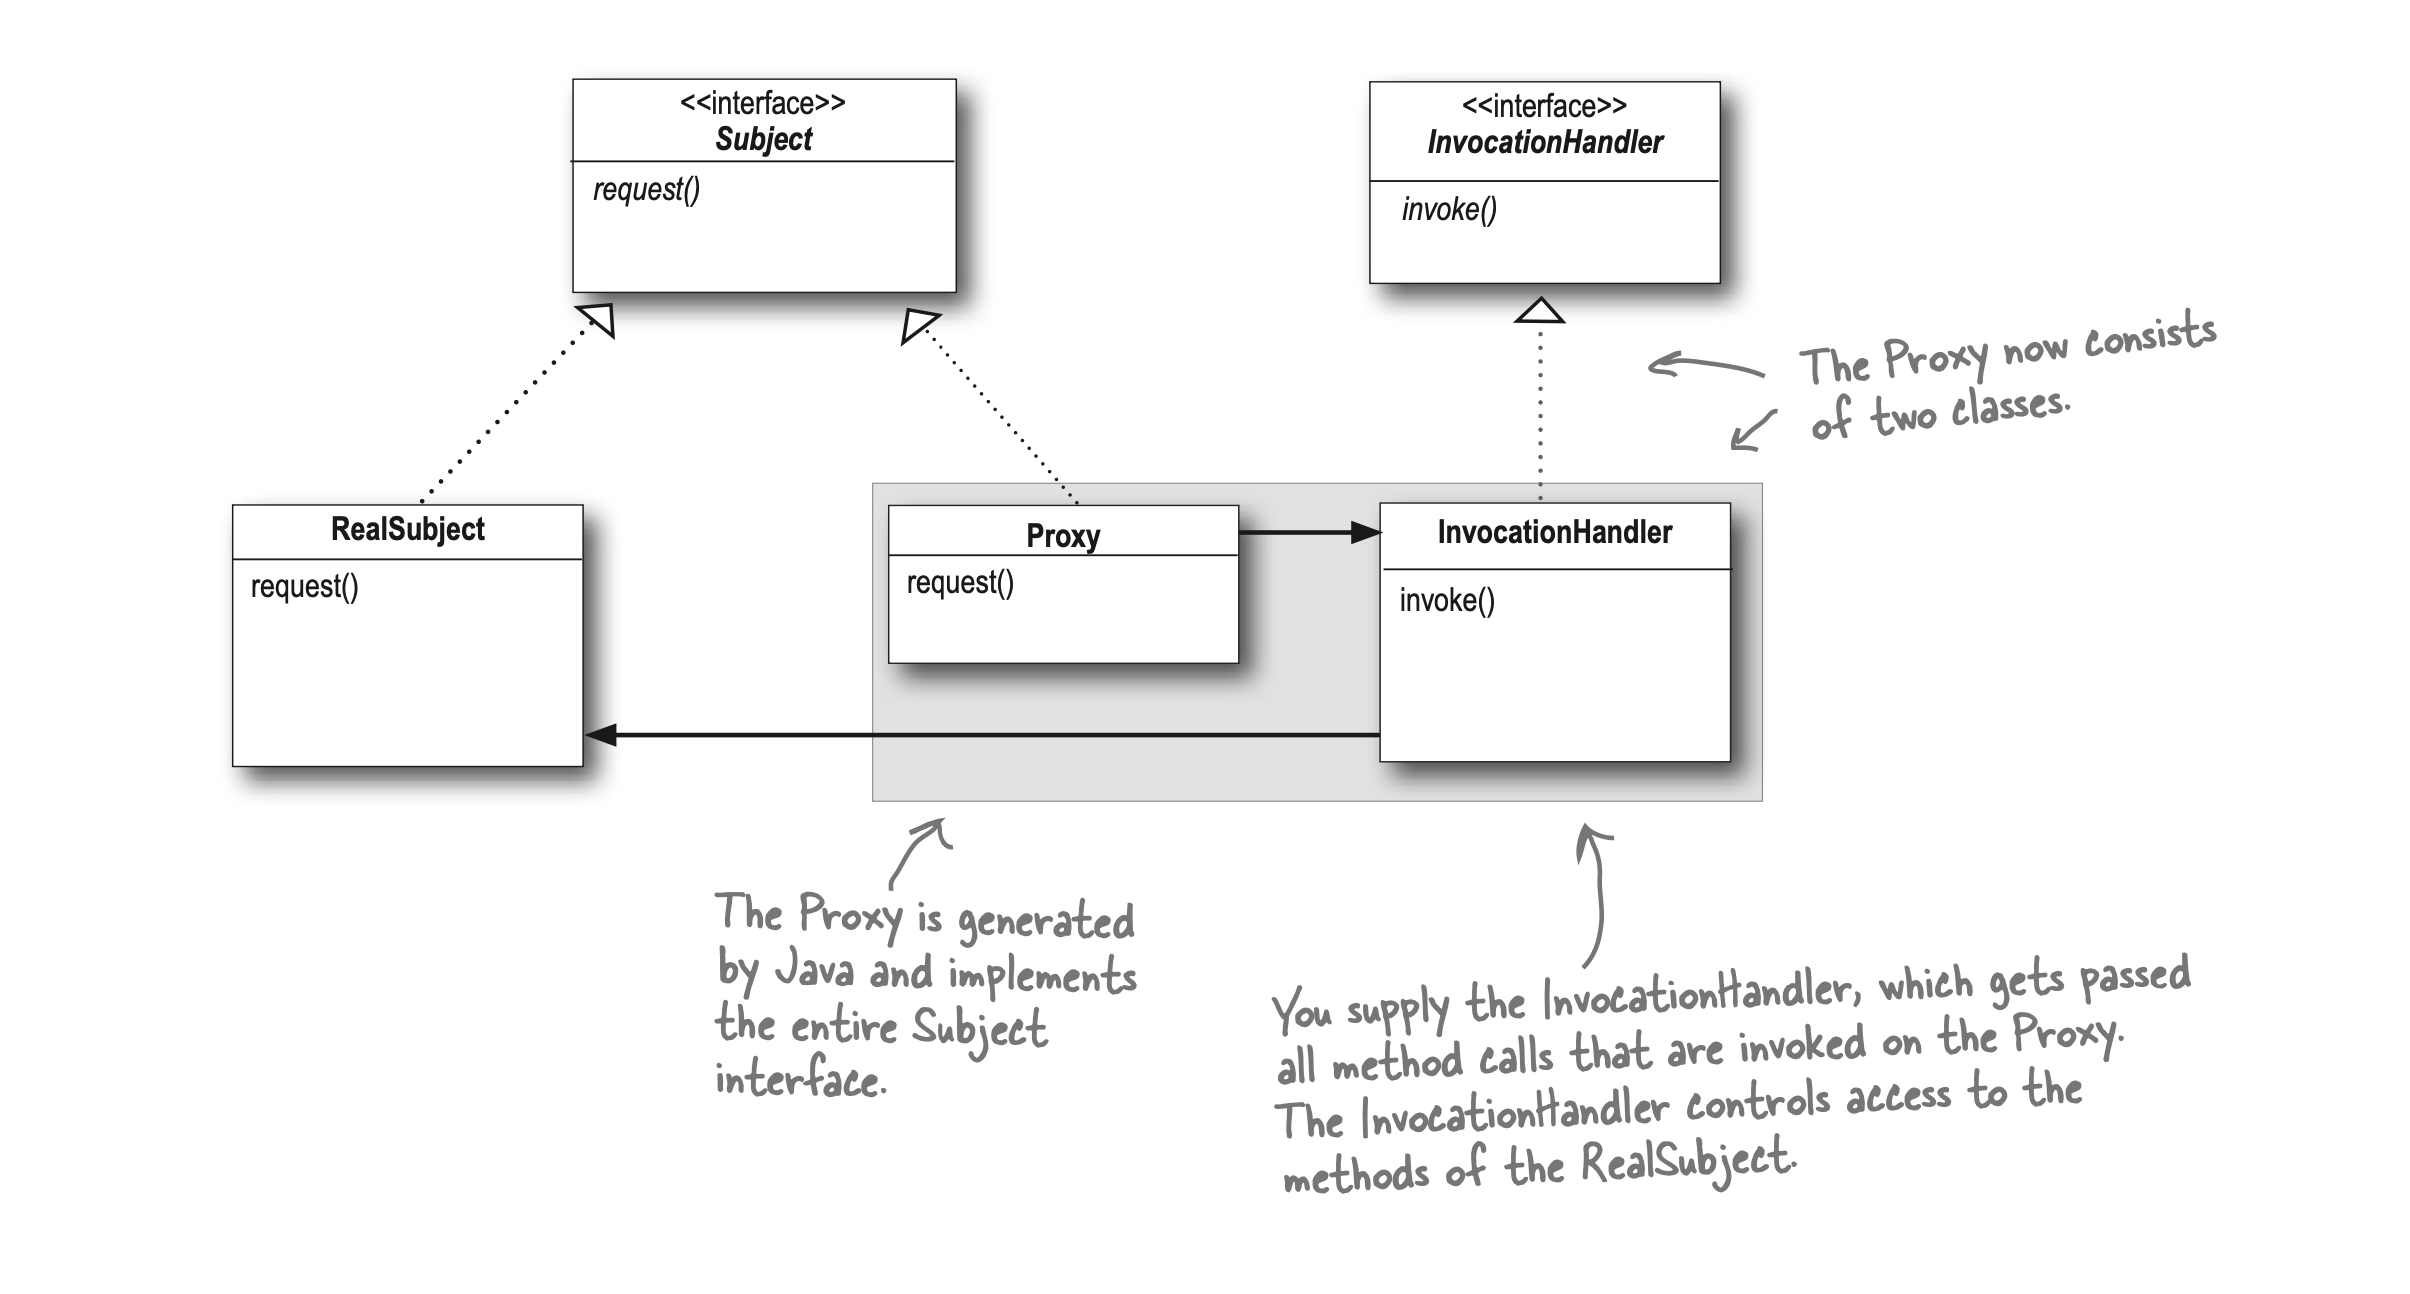 <<interface>>
Subject
request()
<<interface>>
InvocationHandler
invoke()
The Proxy now consists
of two classes.
RealSubject
request()
Proxy
request()
InvocationHandler
invoke()
The Proxy is generated
by Java and implements
the entire Subject
interface.
You supply the InvocationHandler, which gets passed
all method calls that are invoked on the Proxy.
The InvocationHandler controls access to the
methods of the RealSubject.